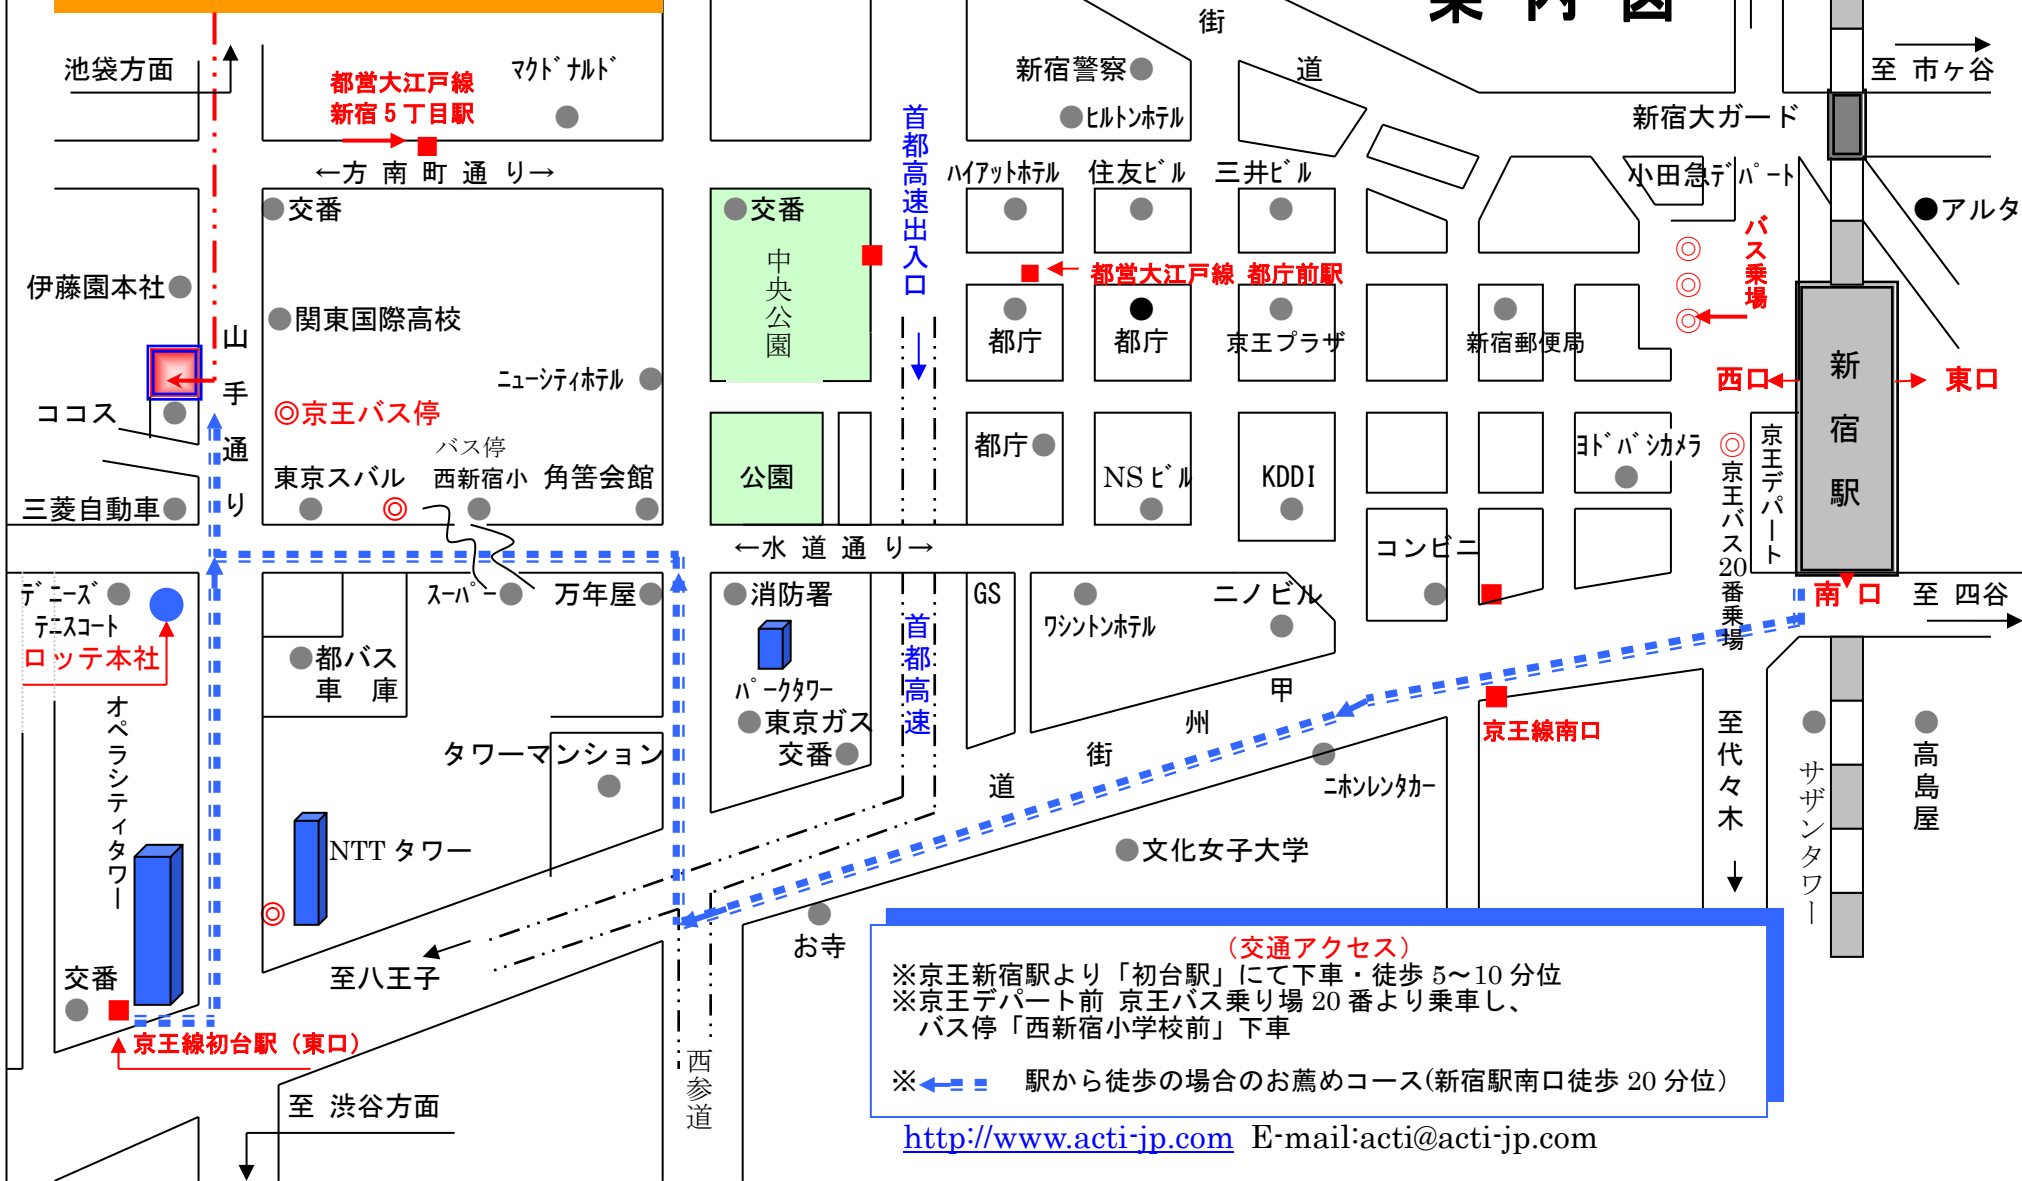 案内図
街
道
池袋方面
都営大江戸線
新宿5丁目駅
マクドナルド
新宿警察
ヒルトンホテル
至 市ヶ谷
新宿大ガード
首都高速出入口
←方 南 町 通 り→
ハイアットホテル
住友ビル
三井ビル
小田急デパート
交番
交番
アルタ
バス乗場
中央公園
都営大江戸線 都庁前駅
伊藤園本社
関東国際高校
都庁
都庁
京王プラザ
新宿郵便局
山手通り
ニューシティホテル
西口
新宿駅
東口
ココス
◎京王バス停
バス停
西新宿小
東京スバル
角筈会館
公園
都庁
NSビル
KDDI
ヨドバシカメラ
◎京王バス20番乗場
京王デパート
三菱自動車
←水 道 通 り→
コンビニ
デニーズ
テニスコート
ロッテ本社
スーパー
万年屋
消防署
GS
ワシントンホテル
ニノビル
南口
至 四谷
都バス
車 庫
首都高速
パークタワー
東京ガス
交番
オペラシティタワー
タワーマンション
甲
州
街
道
京王線南口
至代々木
サザンタワー
高島屋
ニホンレンタカー
NTTタワー
文化女子大学
お寺
至八王子
交番
京王線初台駅（東口）
西参道
至 渋谷方面
（交通アクセス）
※京王新宿駅より「初台駅」にて下車・徒歩5～10分位
※京王デパート前 京王バス乗り場20番より乗車し、
バス停「西新宿小学校前」下車
※ 駅から徒歩の場合のお薦めコース(新宿駅南口徒歩20分位）
http://www.acti-jp.com E-mail:acti@acti-jp.com